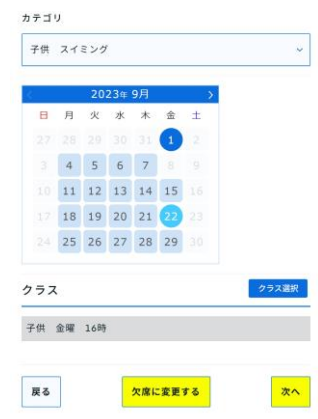 カテゴリ
子供 スイミング
2023年 9月
日 月 火 水 木 金 土
27 28 29 30 31 1 2
3 4 5 6 7 8 9
10 11 12 13 14 15 16
17 18 19 20 21 22 23
24 25 26 27 28 29 30
クラス クラス選択
子供 金曜 16時
戻る 欠席に変更する 次へ